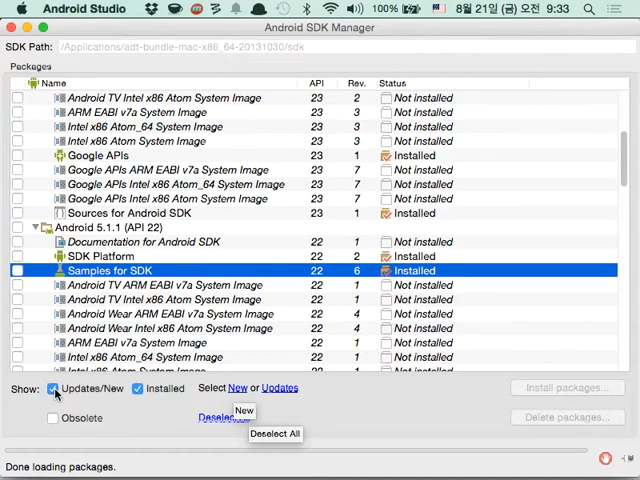 Android Studio 100% 8월 21일 (금) 오전 9:33
Android SDK Manager
SDK Path: /Applications/adt-bundle-mac-x86_64-20131030/sdk
Packages
Name API Rev. Status
Android TV Intel x86 Atom System Image 23 2 Not installed
ARM EABI v7a System Image 23 3 Not installed
Intel x86 Atom_64 System Image 23 3 Not installed
Intel x86 Atom System Image 23 3 Not installed
Google APIs 23 1 Installed
Google APIs ARM EABI v7a System Image 23 7 Not installed
Google APIs Intel x86 Atom_64 System Image 23 7 Not installed
Google APIs Intel x86 Atom System Image 23 7 Not installed
Sources for Android SDK 23 1 Installed
Android 5.1.1 (API 22)
Documentation for Android SDK 22 1 Not installed
SDK Platform 22 2 Installed
Samples for SDK 22 6 Installed
Android TV ARM EABI v7a System Image 22 1 Not installed
Android TV Intel x86 Atom System Image 22 1 Not installed
Android Wear ARM EABI v7a System Image 22 4 Not installed
Android Wear Intel x86 Atom System Image 22 4 Not installed
ARM EABI v7a System Image 22 1 Not installed
Intel x86 Atom_64 System Image 22 1 Not installed
Show: Updates/New Installed Select New or Updates Install packages...
New
Obsolete Deselect All Delete packages...
Deselect All
Done loading packages.